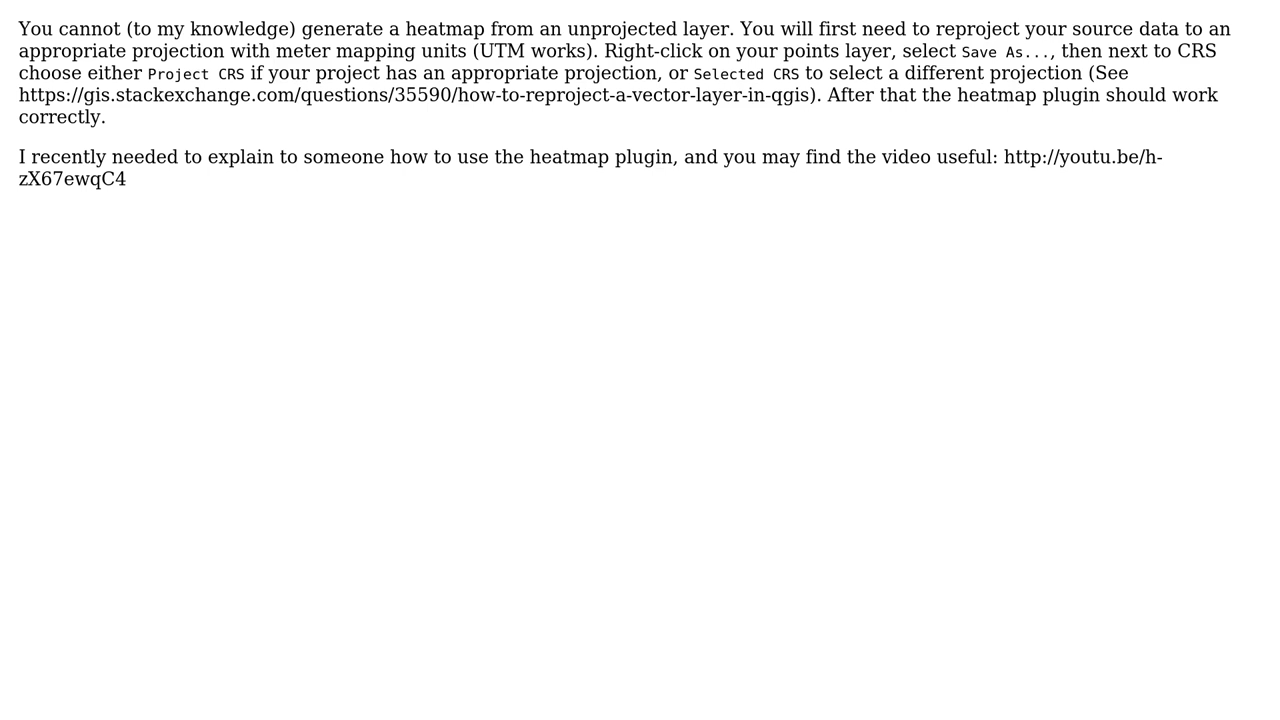 You cannot (to my knowledge) generate a heatmap from an unprojected layer. You will first need to reproject your source data to an
appropriate projection with meter mapping units (UTM works). Right-click on your points layer, select Save As..., then next to CRS
choose either Project CRS if your project has an appropriate projection, or Selected CRS to select a different projection (See
https://gis.stackexchange.com/questions/35590/how-to-reproject-a-vector-layer-in-qgis). After that the heatmap plugin should work
correctly.
I recently needed to explain to someone how to use the heatmap plugin, and you may find the video useful: http://youtu.be/h-
zX67ewqC4